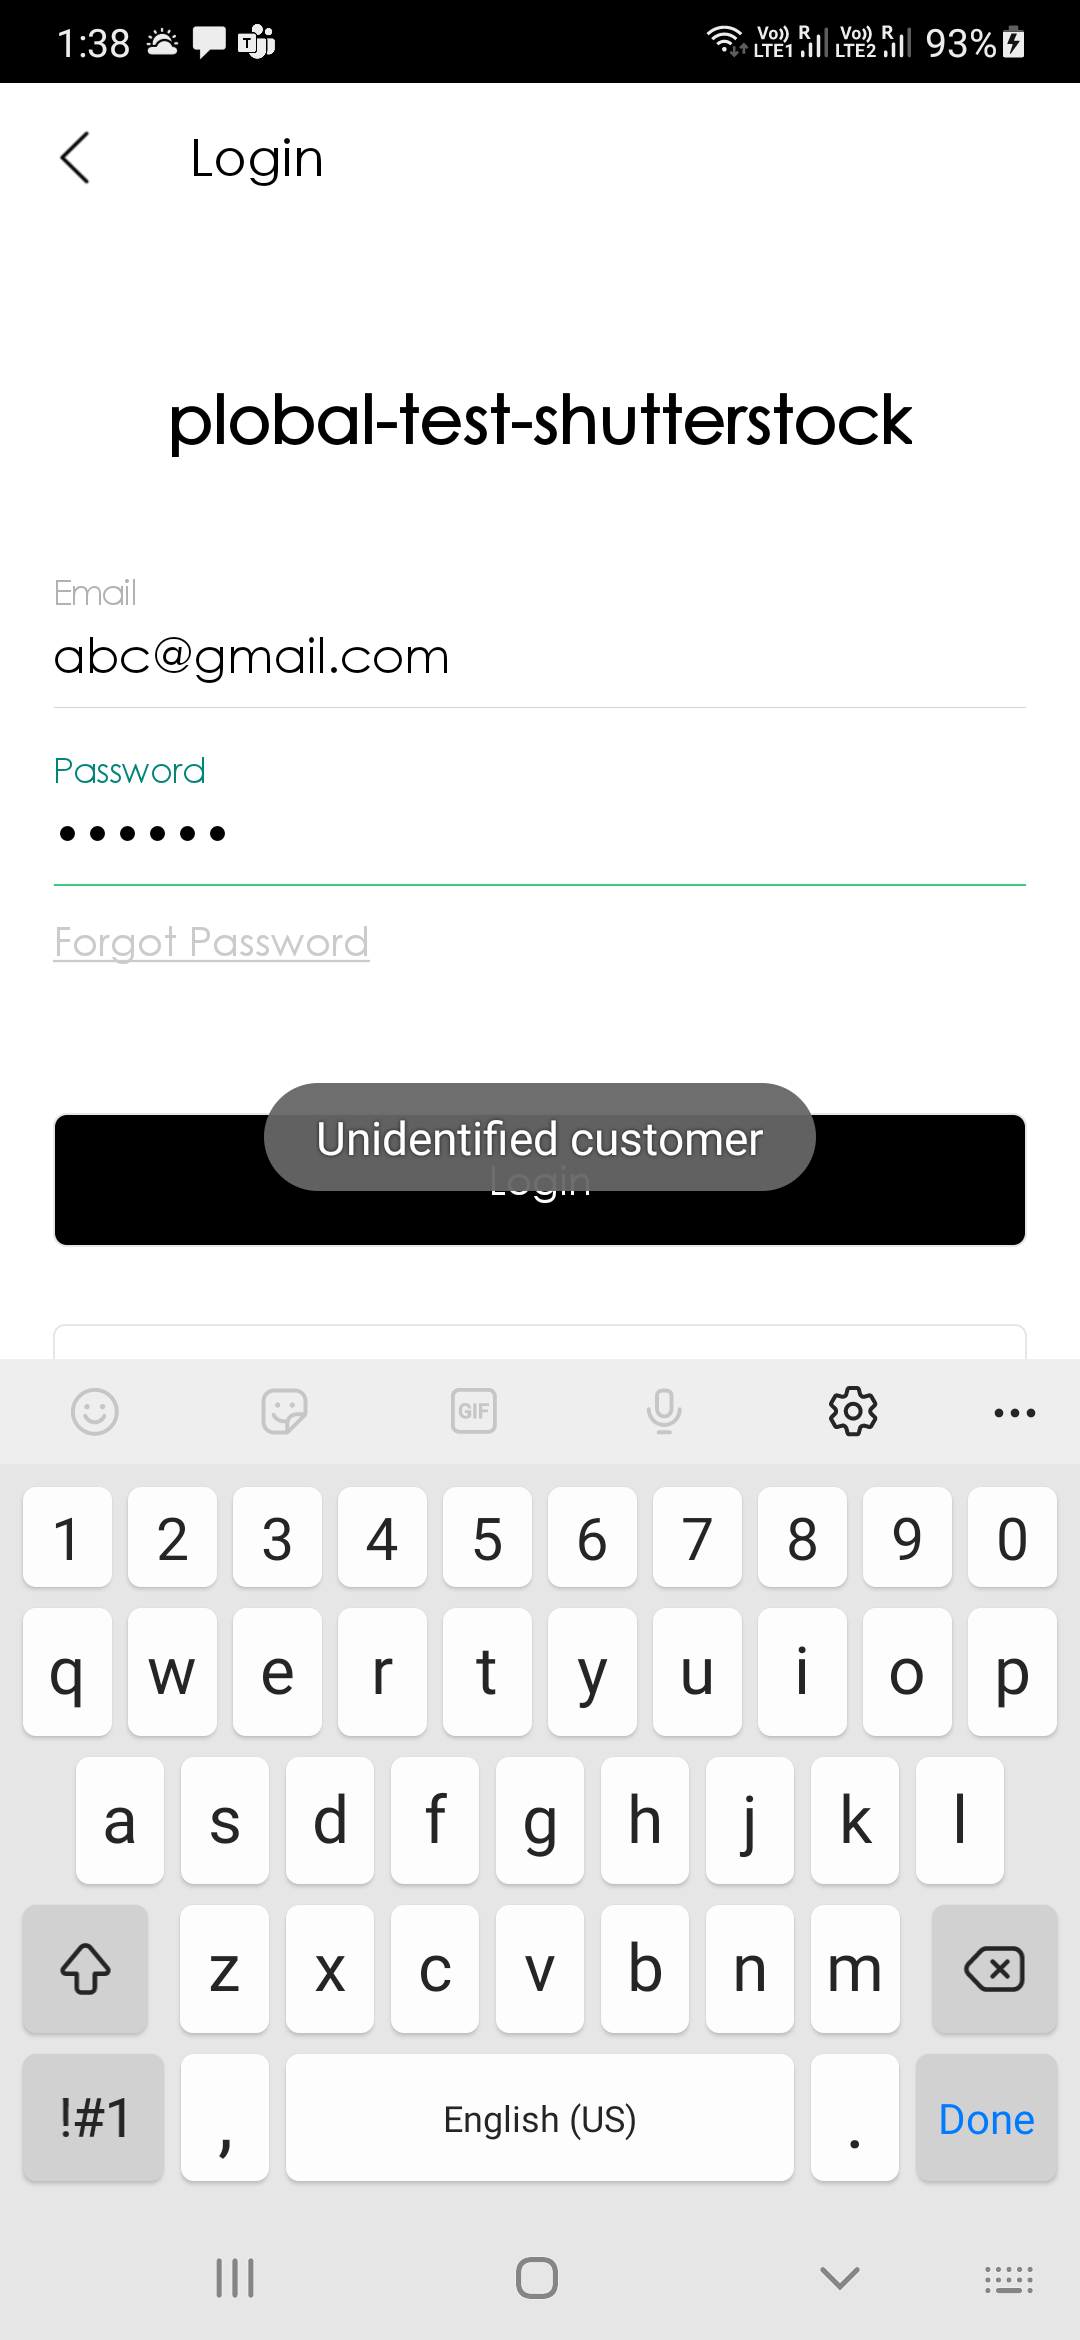 1:38 T Vo)) R LTE1 Vo)) R LTE2 93%
Login
plobal-test-shutterstock
Email
abc@gmail.com
Password
••••••
Forgot Password
Unidentified customer
Login
GIF
1 2 3 4 5 6 7 8 9 0
q w e r t y u i o p
a s d f g h j k l
z x c v b n m
!#1 , English (US) . Done